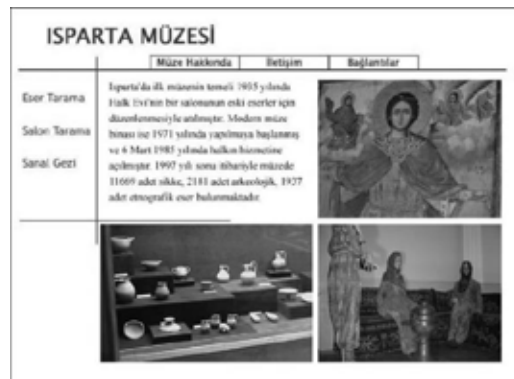 ISPARTA MÜZESİ
Müze Hakkında İletişim Bağlantılar
Eser Tarama
Salon Tarama
Sanal Gezi
Isparta'da ilk müzenin temeli 1935 yılında
Halk Evi'nin bir salonunun eski eserler için
düzenlenmesiyle atılmıştır. Modern müze
binası ise 1971 yılında yapılmaya başlanmış
ve 6 Mart 1985 yılında halkın hizmetine
açılmıştır. 1997 yılı sonu itibariyle müzede
11669 adet sikke, 2181 adet arkeolojik, 1937
adet etnografik eser bulunmaktadır.